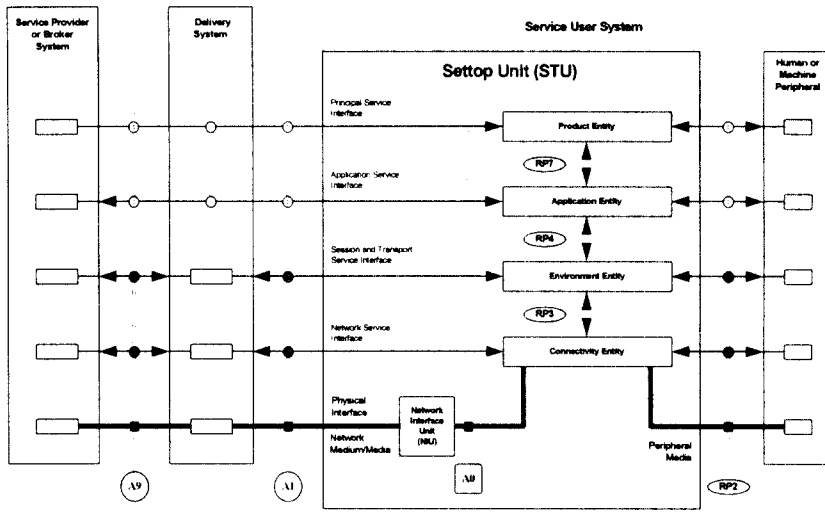 Service Provider
or Broker
System
Delivery
System
Service User System
Settop Unit (STU)
Human or
Machine
Peripheral
Principal Service
Interface
Product Entity
RP7
Application Service
Interface
Application Entity
RP4
Session and Transport
Service Interface
Environment Entity
RP3
Network Service
Interface
Connectivity Entity
Physical
Interface
Network
Medium/Media
Network
Interface
Unit
(NIU)
Peripheral
Media
A9
A1
A0
RP2